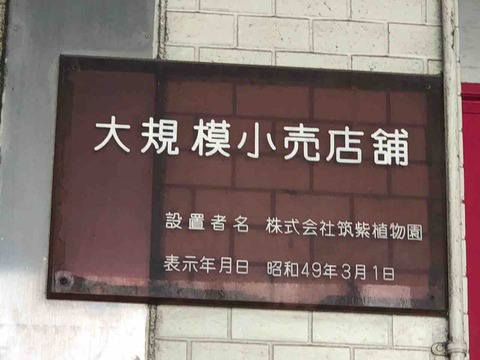 大規模小売店舗
設置者名 株式会社筑紫植物園
表示年月日 昭和49年3月1日